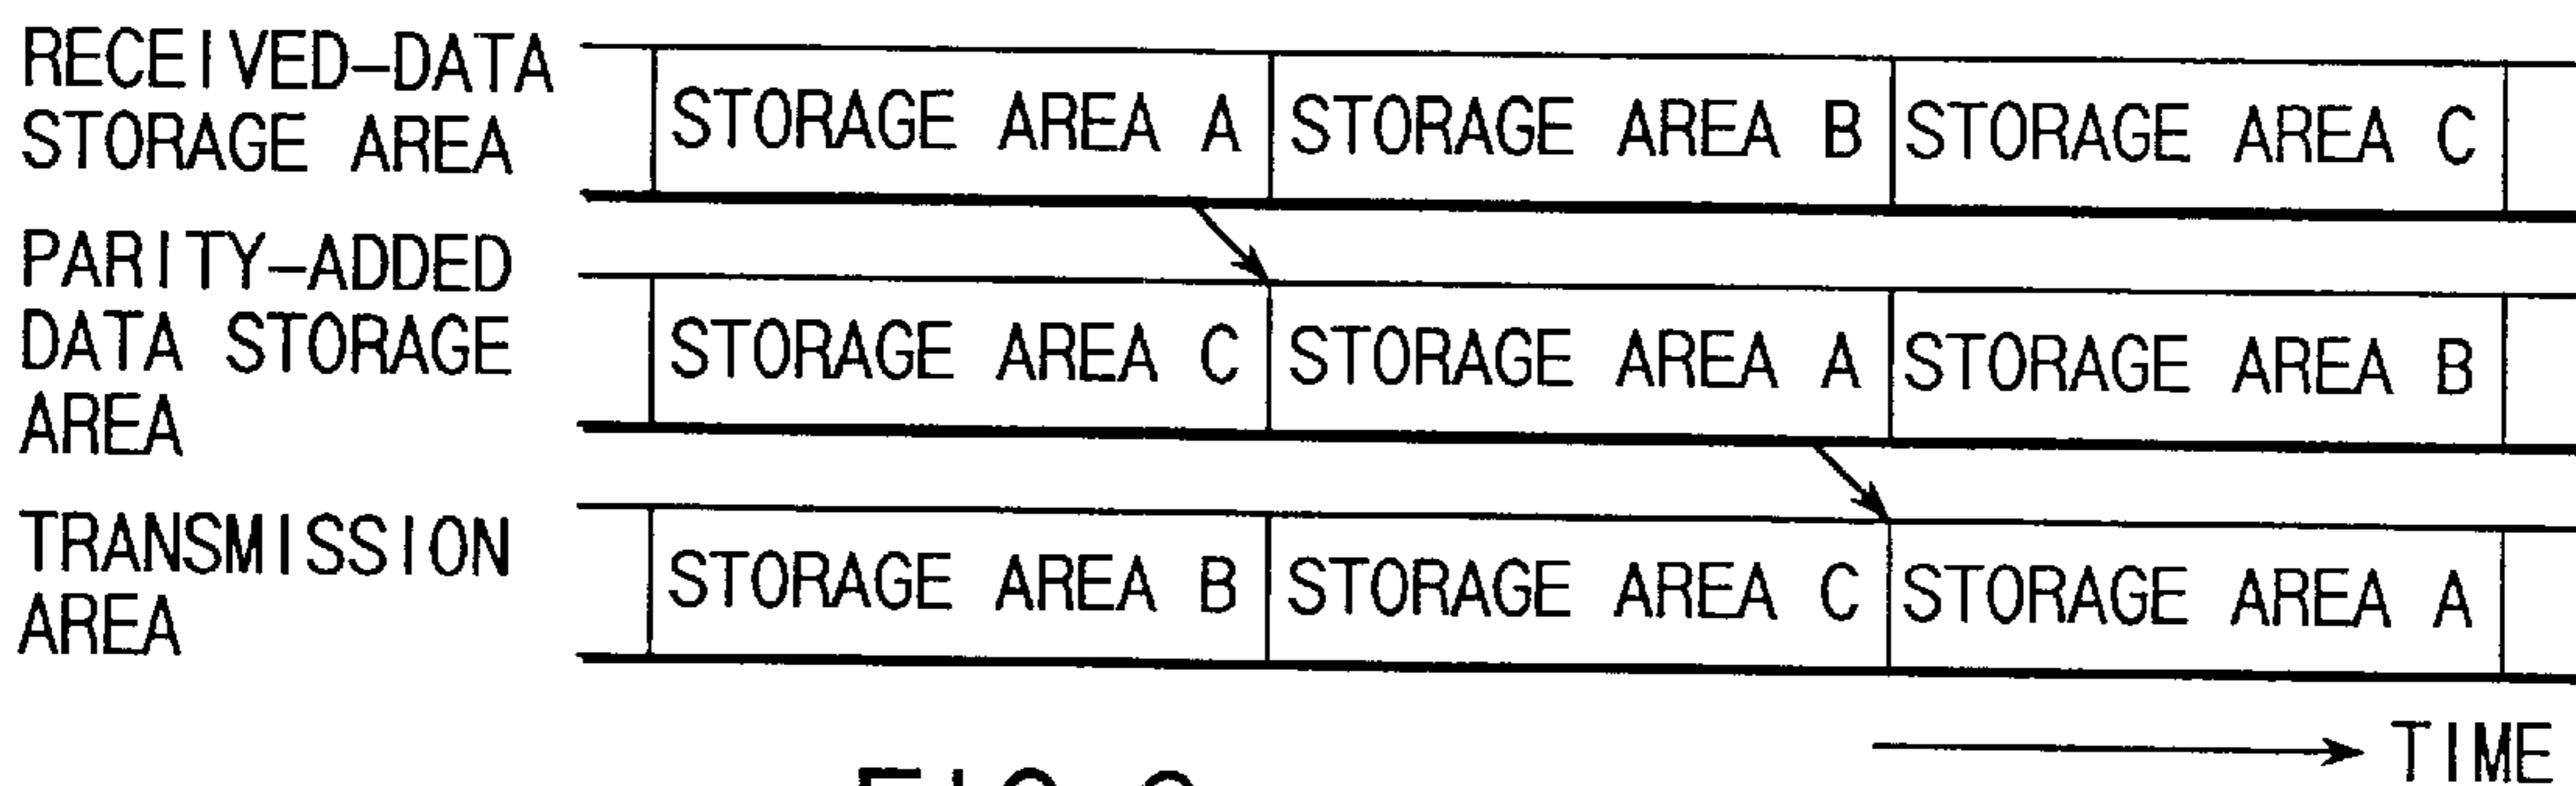 RECEIVED-DATA
STORAGE AREA
STORAGE AREA A
STORAGE AREA B
STORAGE AREA C
PARITY-ADDED
DATA STORAGE
AREA
STORAGE AREA C
STORAGE AREA A
STORAGE AREA B
TRANSMISSION
AREA
STORAGE AREA B
STORAGE AREA C
STORAGE AREA A
TIME